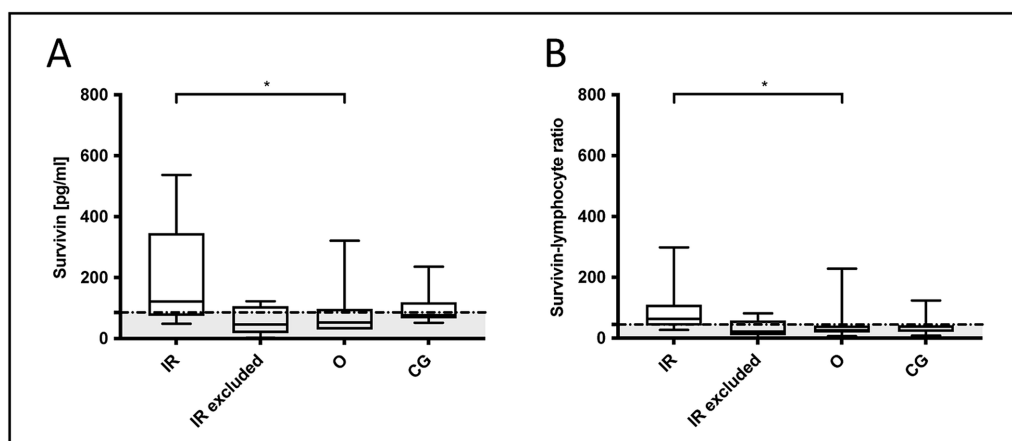 A
*
800
600
400
200
0
Survivin [pg/ml]
IR
IR excluded
O
CG
B
*
800
600
400
200
0
Survivin-lymphocyte ratio
IR
IR excluded
O
CG